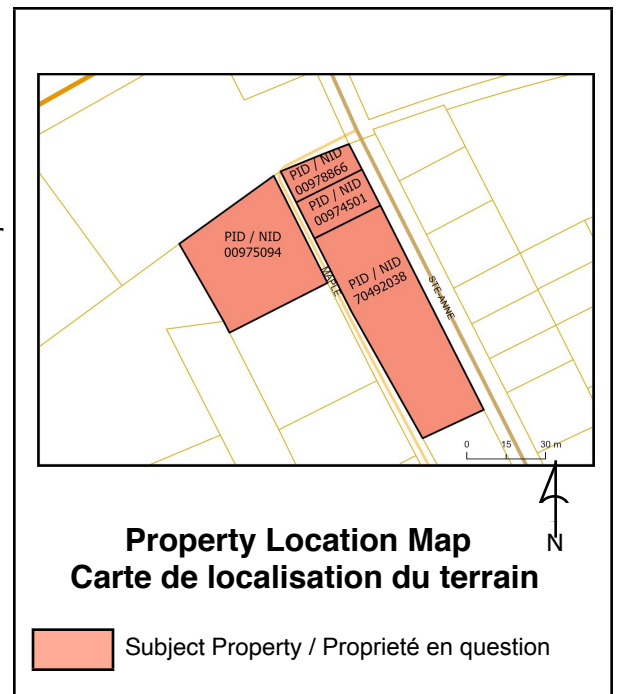 PID / NID
00978866
PID / NID
00974501
PID / NID
00975094
PID / NID
70492038
MAPLE
STE-ANNE
0 15 30 m
N
Property Location Map
Carte de localisation du terrain
Subject Property / Proprieté en question